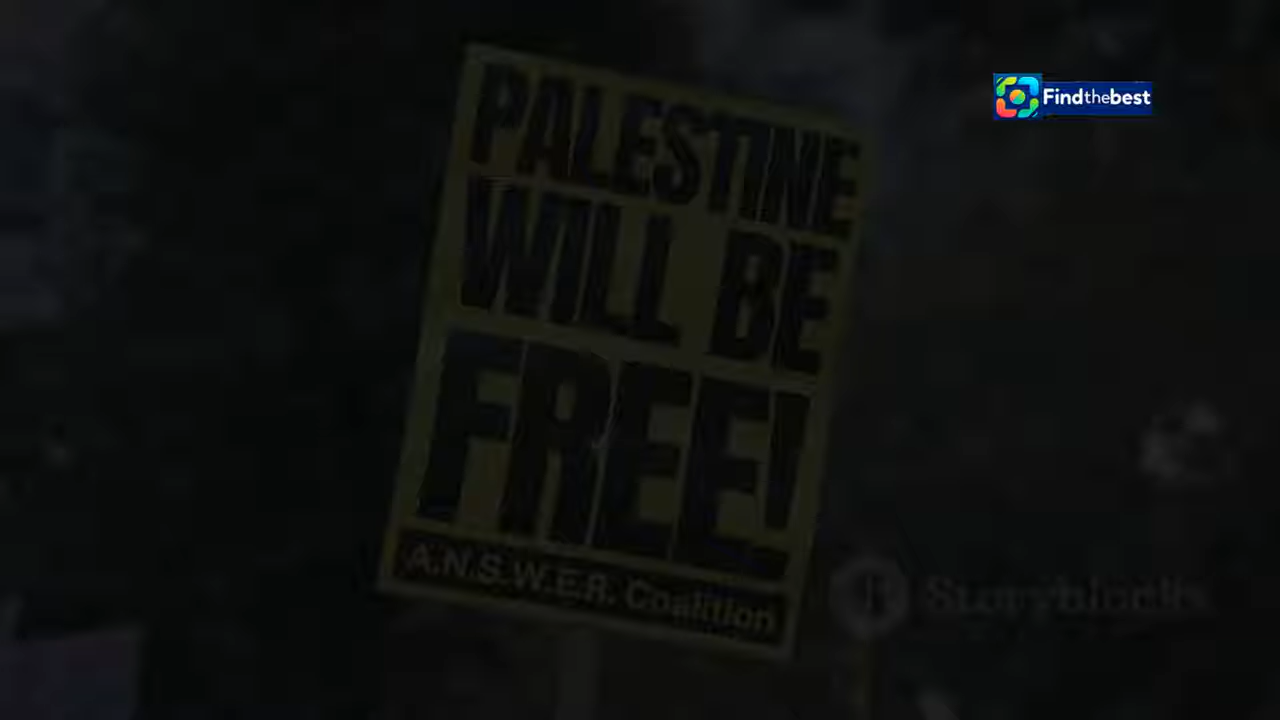 Findthebest
PALESTINE
WILL BE
FREE!
A.N.S.W.E.R. Coalition
Storyblocks